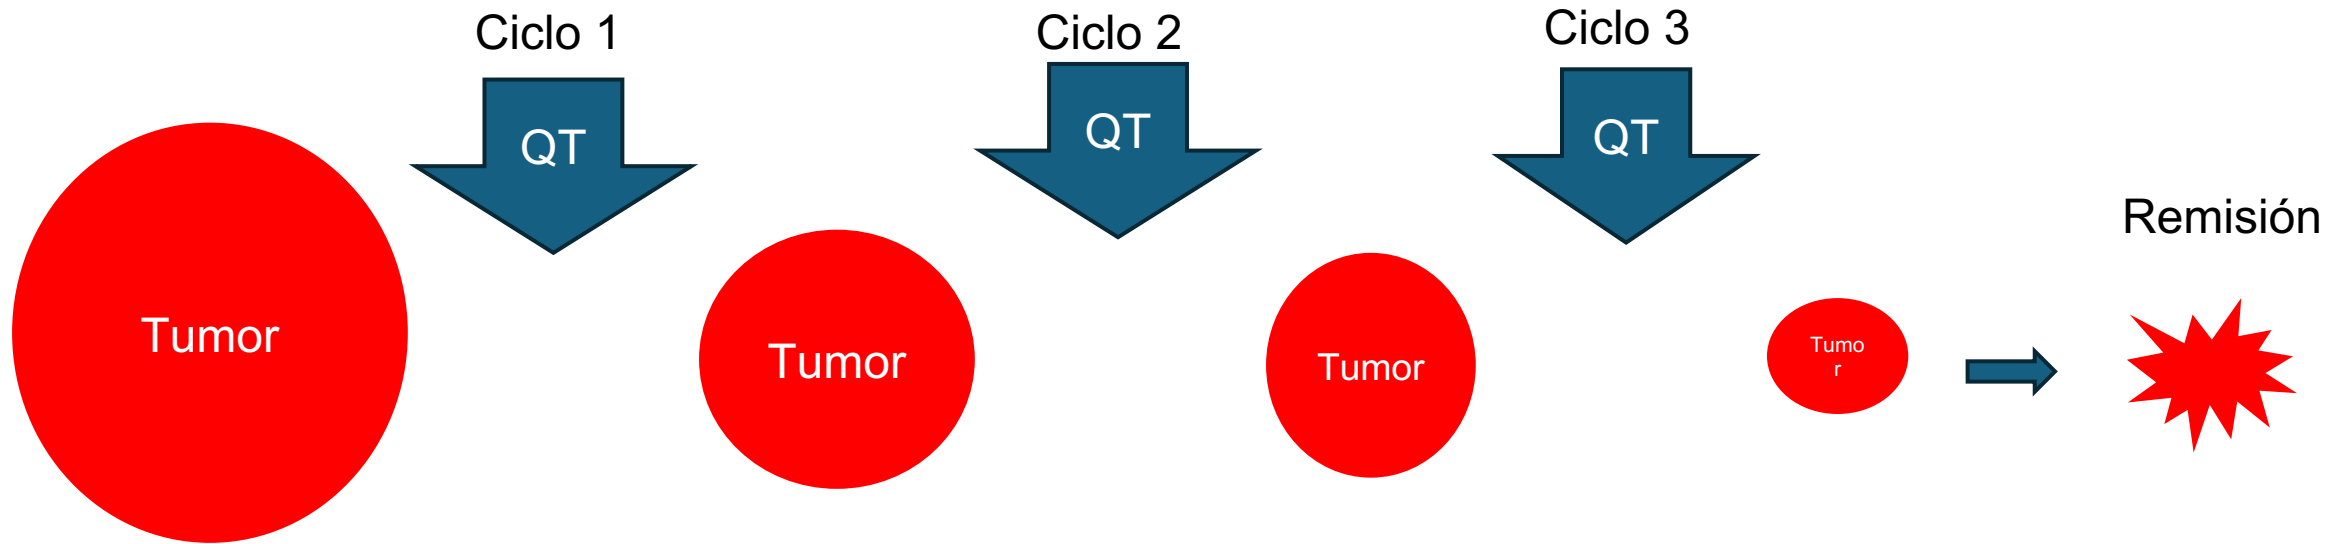 Ciclo 1
Ciclo 2
Ciclo 3
QT
QT
QT
Remisión
Tumor
Tumor
Tumor
Tumo
r